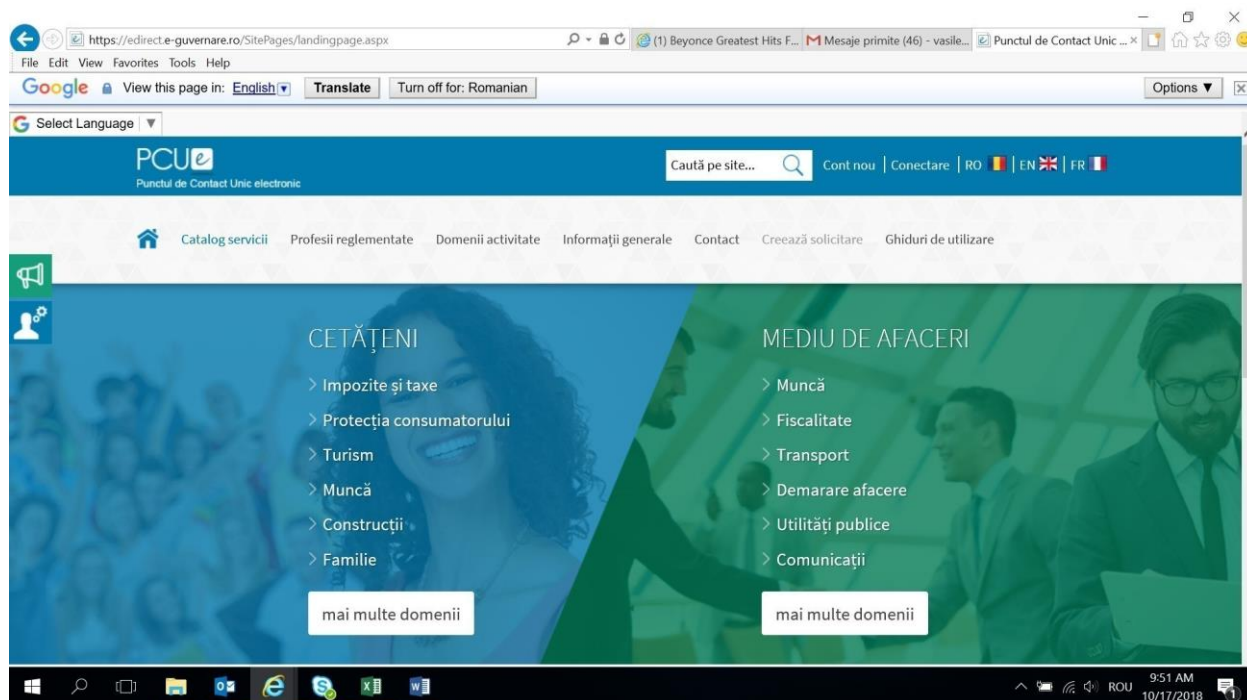 https://edirect.e-guvernare.ro/SitePages/landingpage.aspx
(1) Beyonce Greatest Hits F...
Mesaje primite (46) - vasile...
Punctul de Contact Unic ...
File Edit View Favorites Tools Help
Google View this page in: English Translate Turn off for: Romanian Options ▼
G Select Language ▼
PCUe
Punctul de Contact Unic electronic
Caută pe site...
Cont nou | Conectare | RO | EN | FR
Catalog servicii Profesii reglementate Domenii activitate Informații generale Contact Creează solicitare Ghiduri de utilizare
CETĂȚENI
> Impozite și taxe
> Protecția consumatorului
> Turism
> Muncă
> Construcții
> Familie
mai multe domenii
MEDIU DE AFACERI
> Muncă
> Fiscalitate
> Transport
> Demarare afacere
> Utilități publice
> Comunicații
mai multe domenii
ROU
9:51 AM
10/17/2018